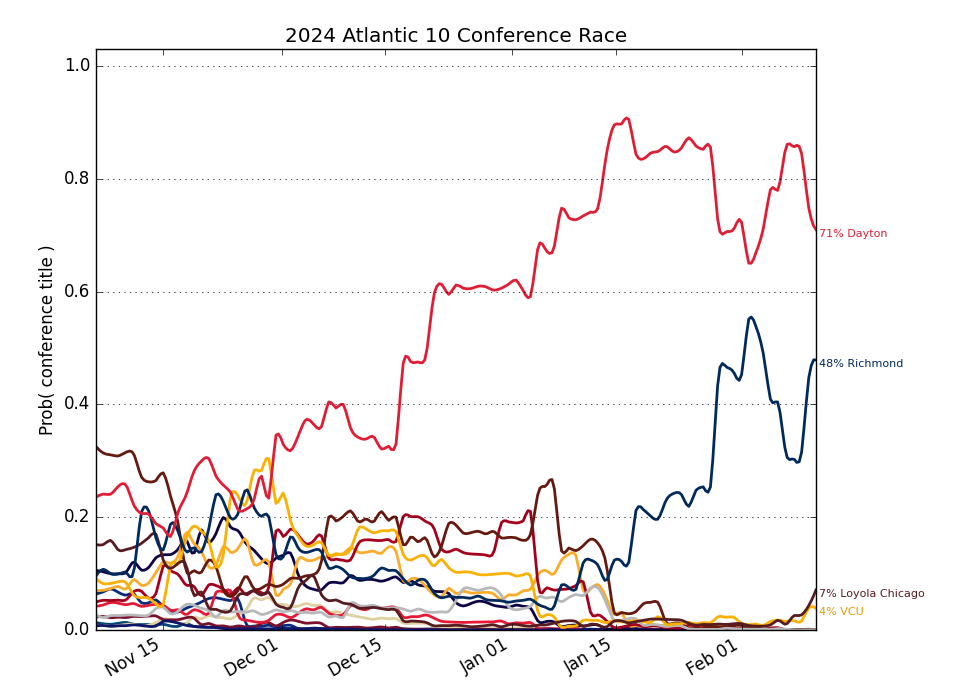 2024 Atlantic 10 Conference Race
Prob( conference title )
1.0
0.8
0.6
0.4
0.2
0.0
Nov 15
Dec 01
Dec 15
Jan 01
Jan 15
Feb 01
71% Dayton
48% Richmond
7% Loyola Chicago
4% VCU